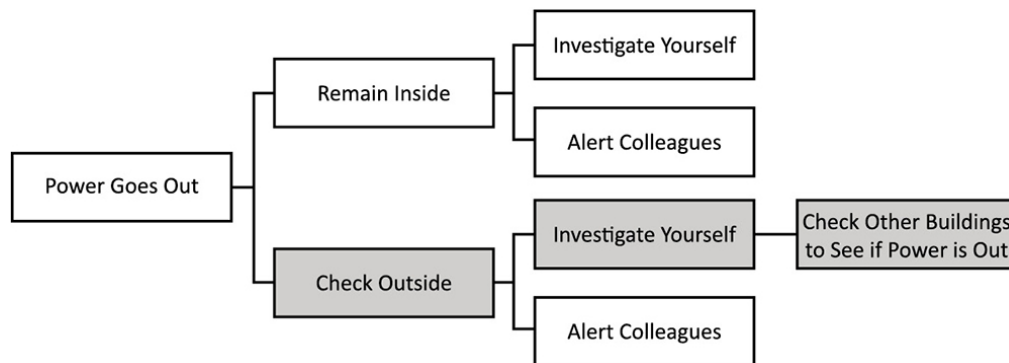 Investigate Yourself
Remain Inside
Alert Colleagues
Power Goes Out
Investigate Yourself
Check Other Buildings
to See if Power is Out
Check Outside
Alert Colleagues